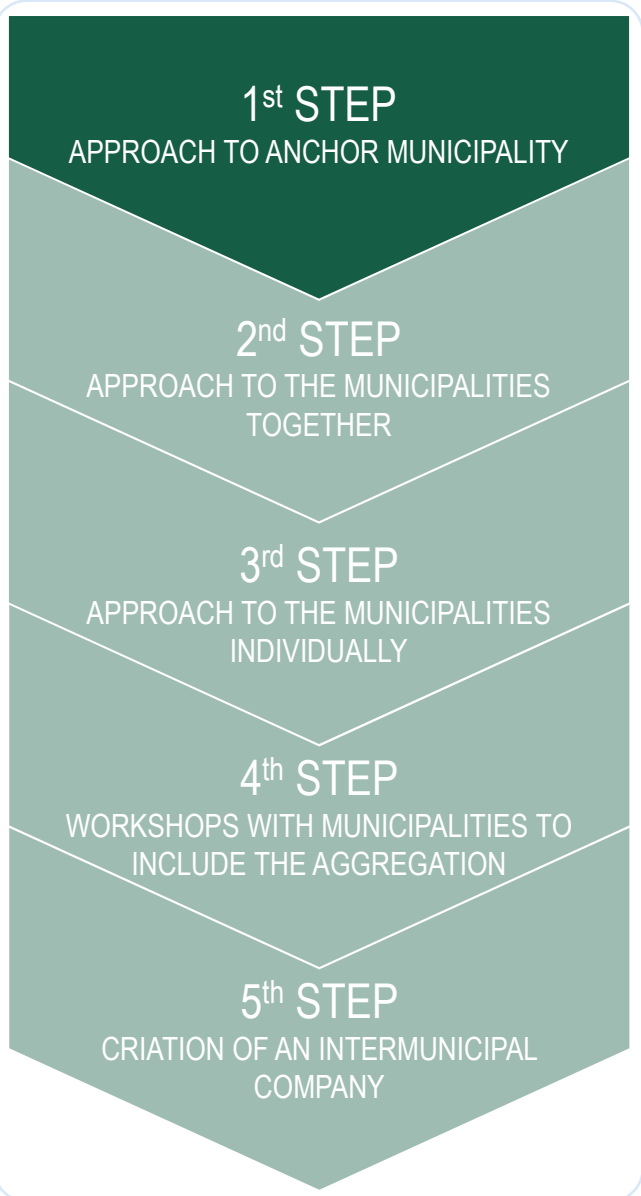 1st STEP
APPROACH TO ANCHOR MUNICIPALITY
2nd STEP
APPROACH TO THE MUNICIPALITIES
TOGETHER
3rd STEP
APPROACH TO THE MUNICIPALITIES
INDIVIDUALLY
4th STEP
WORKSHOPS WITH MUNICIPALITIES TO
INCLUDE THE AGGREGATION
5th STEP
CRIATION OF AN INTERMUNICIPAL
COMPANY